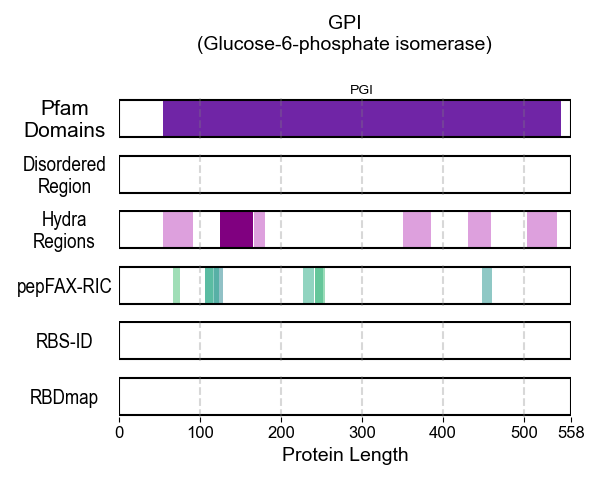 GPI
(Glucose-6-phosphate isomerase)
PGI
Pfam
Domains
Disordered
Region
Hydra
Regions
pepFAX-RIC
RBS-ID
RBDmap
0 100 200 300 400 500 558
Protein Length